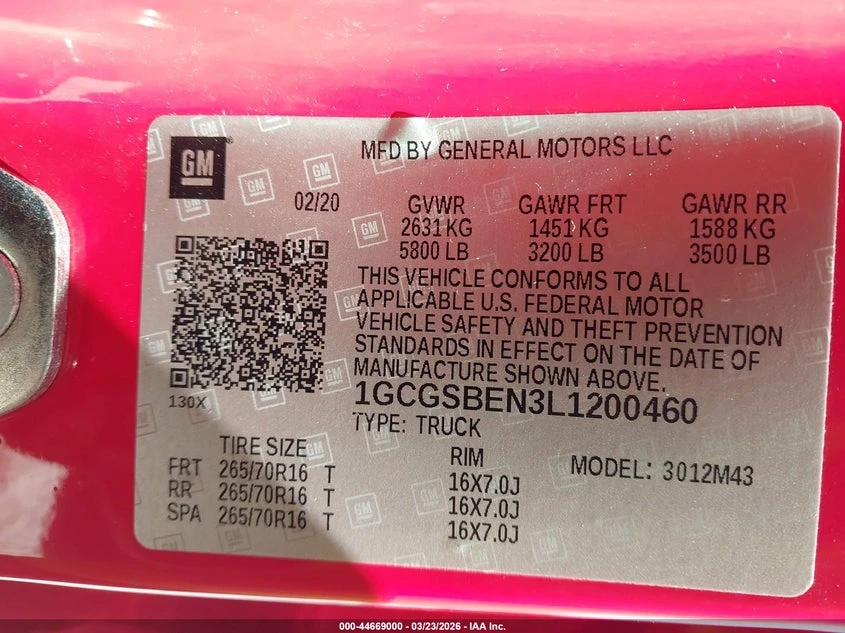 GM
MFD BY GENERAL MOTORS LLC
02/20
GVWR GAWR FRT GAWR RR
2631 KG 1451 KG 1588 KG
5800 LB 3200 LB 3500 LB
THIS VEHICLE CONFORMS TO ALL
APPLICABLE U.S. FEDERAL MOTOR
VEHICLE SAFETY AND THEFT PREVENTION
STANDARDS IN EFFECT ON THE DATE OF
MANUFACTURE SHOWN ABOVE.
130X
1GCGSBEN3L1200460
TYPE: TRUCK
TIRE SIZE RIM MODEL: 3012M43
FRT 265/70R16 T 16X7.0J
RR 265/70R16 T 16X7.0J
SPA 265/70R16 T 16X7.0J
000-44669000 — 03/23/2026 — IAA Inc.